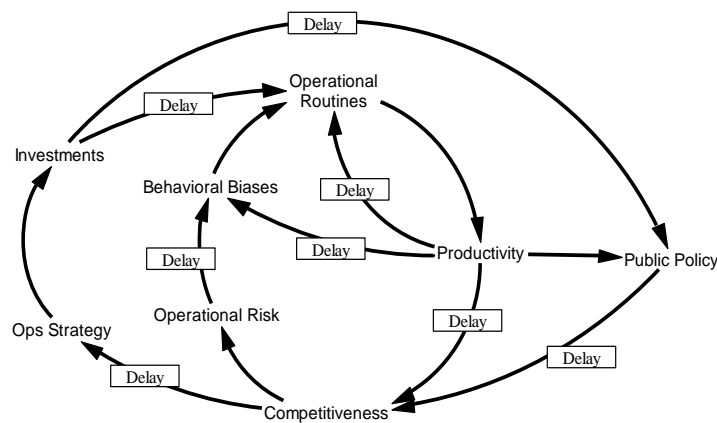 Delay
Operational
Routines
Delay
Investments
Behavioral Biases
Delay
Delay
Productivity
Public Policy
Delay
Operational Risk
Delay
Ops Strategy
Delay
Delay
Competitiveness